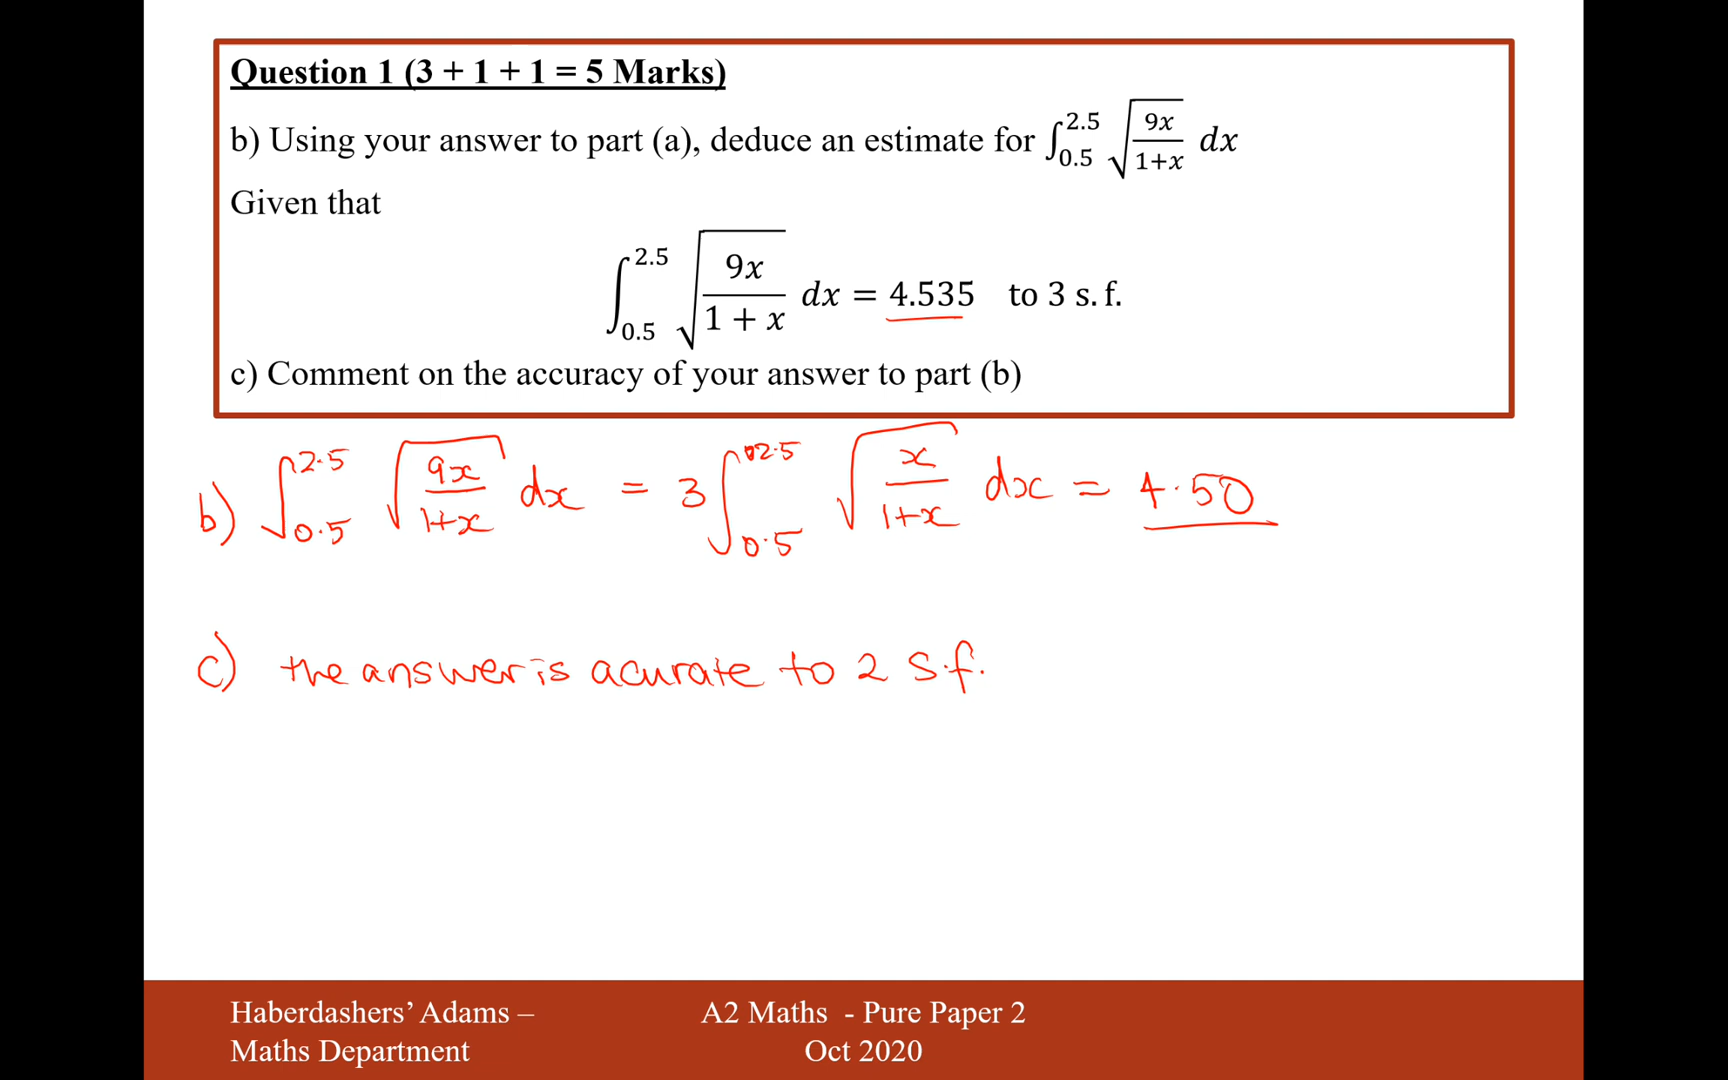 Question 1 (3 + 1 + 1 = 5 Marks)
b) Using your answer to part (a), deduce an estimate for ∫_{0.5}^{2.5} √(9x/(1+x)) dx
Given that
∫_{0.5}^{2.5} √(9x/(1 + x)) dx = 4.535 to 3 s. f.
c) Comment on the accuracy of your answer to part (b)
b) ∫_{0.5}^{2.5} √(9x/(1+x)) dx = 3 ∫_{0.5}^{2.5} √(x/(1+x)) dx = 4.50
c) the answer is acurate to 2 s.f.
Haberdashers’ Adams –
Maths Department
A2 Maths - Pure Paper 2
Oct 2020